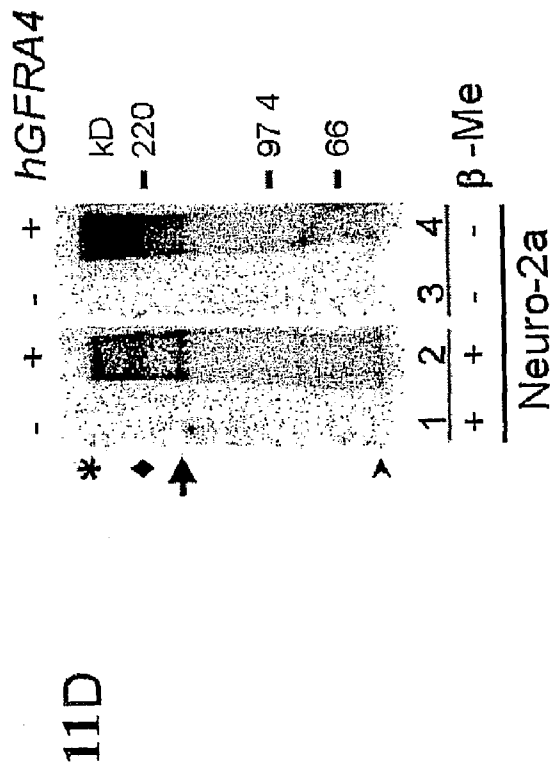 11D
- + - + hGFRA4
kD
220
97 4
66
1 2 3 4
+ + - - β-Me
Neuro-2a